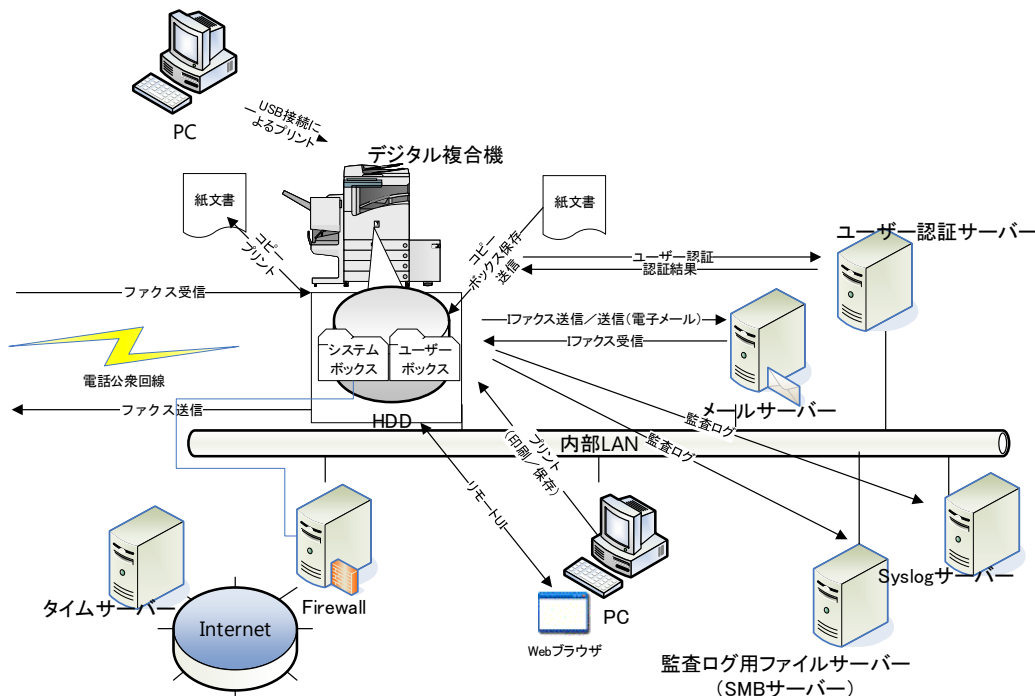 PC
USB接続に
よるプリント
デジタル複合機
紙文書
紙文書
コピー
プリント
コピー
ボックス保存
送信
ユーザー認証サーバー
ユーザー認証
認証結果
ファクス受信
Iファクス送信／送信(電子メール)
Iファクス受信
システム
ボックス
ユーザー
ボックス
電話公衆回線
ファクス送信
HDD
メールサーバー
監査ログ
監査ログ
内部LAN
プリント
(印刷／保存)
リモートUI
タイムサーバー
Firewall
Internet
PC
Webブラウザ
Syslogサーバー
監査ログ用ファイルサーバー
(SMBサーバー)